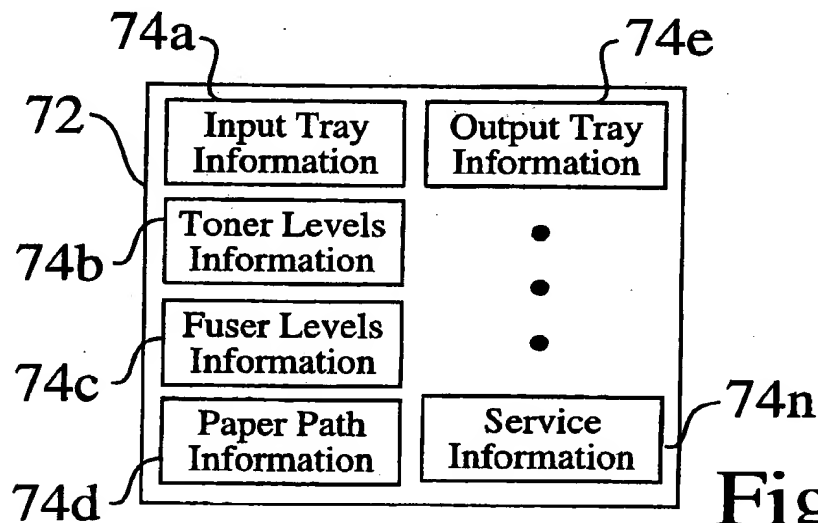 74a
74e
72
Input Tray
Information
Output Tray
Information
Toner Levels
Information
74b
Fuser Levels
Information
74c
Paper Path
Information
Service
Information
74n
74d
Fig